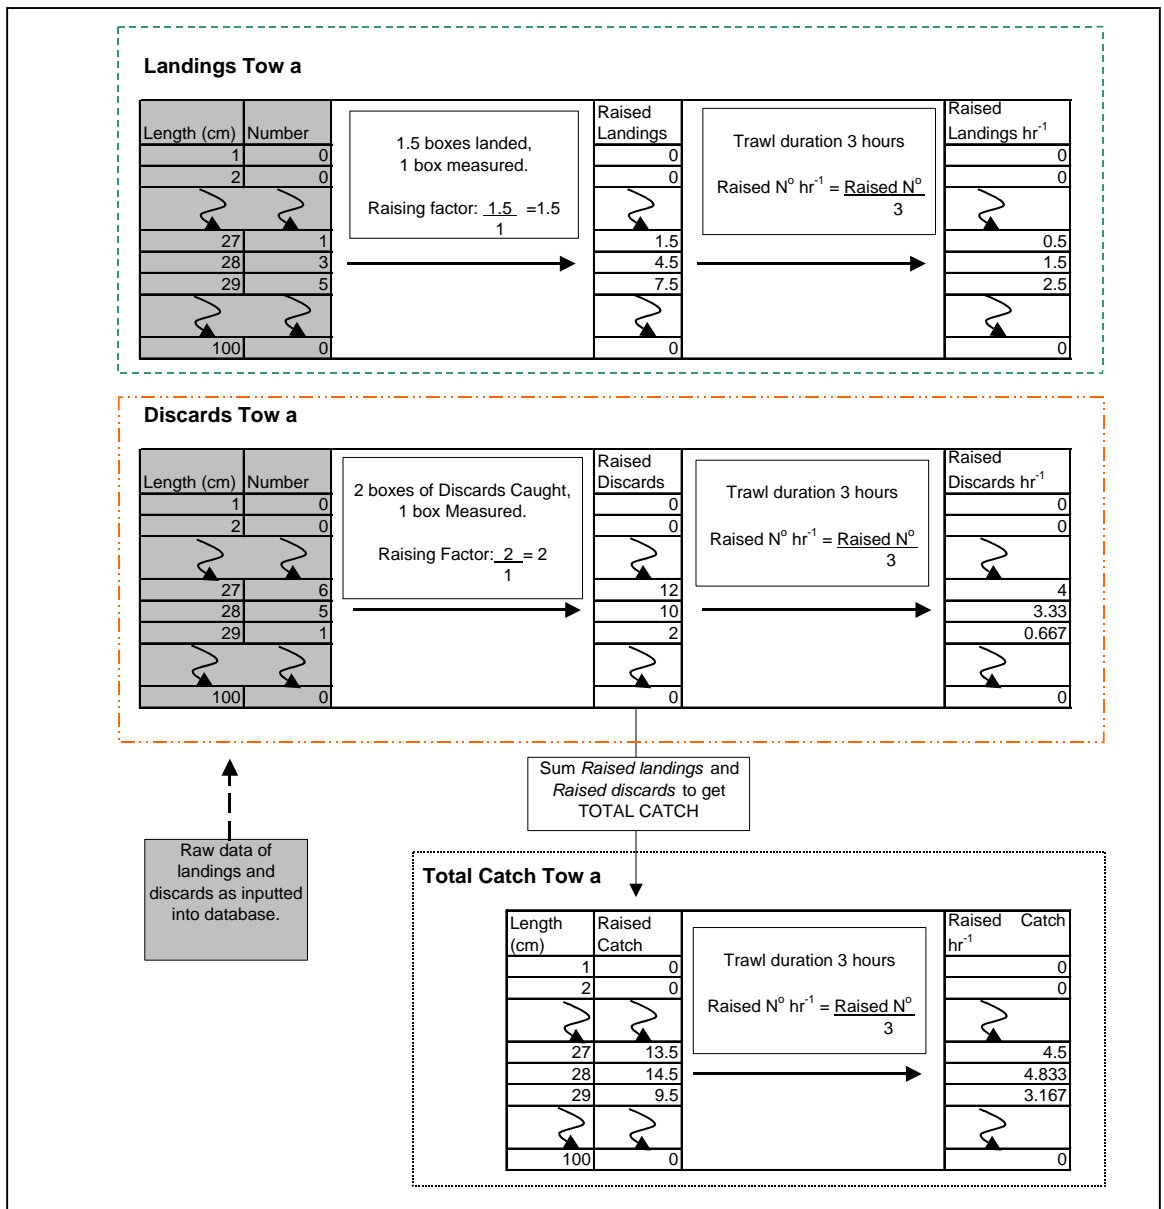 Landings Tow a
Length (cm) Number
1 0
2 0
27 1
28 3
29 5
100 0
1.5 boxes landed,
1 box measured.
Raising factor: 1.5 =1.5
1
Raised
Landings
0
0
1.5
4.5
7.5
0
Trawl duration 3 hours
Raised Nº hr⁻¹ = Raised Nº
3
Raised
Landings hr⁻¹
0
0
0.5
1.5
2.5
0
Discards Tow a
Length (cm) Number
1 0
2 0
27 6
28 5
29 1
100 0
2 boxes of Discards Caught,
1 box Measured.
Raising Factor: 2 = 2
1
Raised
Discards
0
0
12
10
2
0
Trawl duration 3 hours
Raised Nº hr⁻¹ = Raised Nº
3
Raised
Discards hr⁻¹
0
0
4
3.33
0.667
0
Sum Raised landings and
Raised discards to get
TOTAL CATCH
Raw data of
landings and
discards as inputted
into database.
Total Catch Tow a
Length
(cm)
Raised
Catch
1 0
2 0
27 13.5
28 14.5
29 9.5
100 0
Trawl duration 3 hours
Raised Nº hr⁻¹ = Raised Nº
3
Raised Catch
hr⁻¹
0
0
4.5
4.833
3.167
0